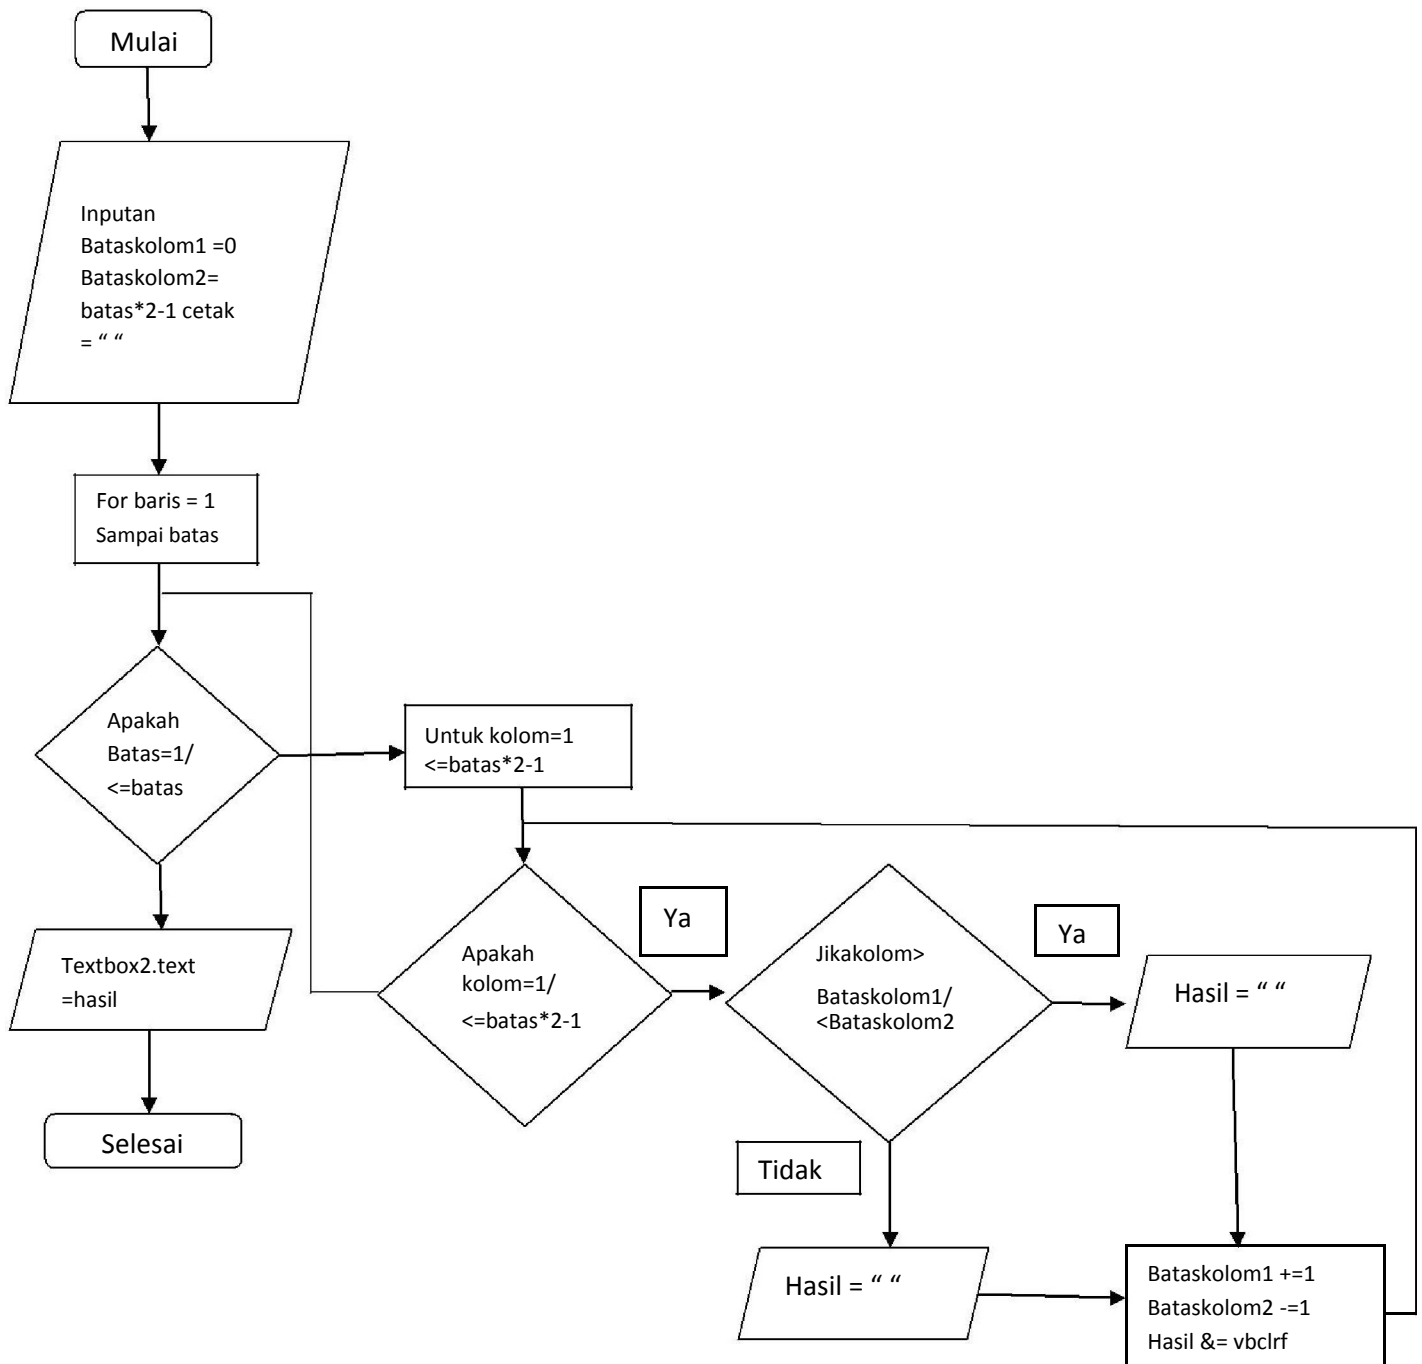 Mulai
Inputan
Bataskolom1 =0
Bataskolom2=
batas*2-1 cetak
= “ “
For baris = 1
Sampai batas
Apakah
Batas=1/
<=batas
Untuk kolom=1
<=batas*2-1
Textbox2.text
=hasil
Selesai
Apakah
kolom=1/
<=batas*2-1
Ya
Jikakolom>
Bataskolom1/
<Bataskolom2
Ya
Hasil = “ “
Tidak
Hasil = “ “
Bataskolom1 +=1
Bataskolom2 -=1
Hasil &= vbclrf